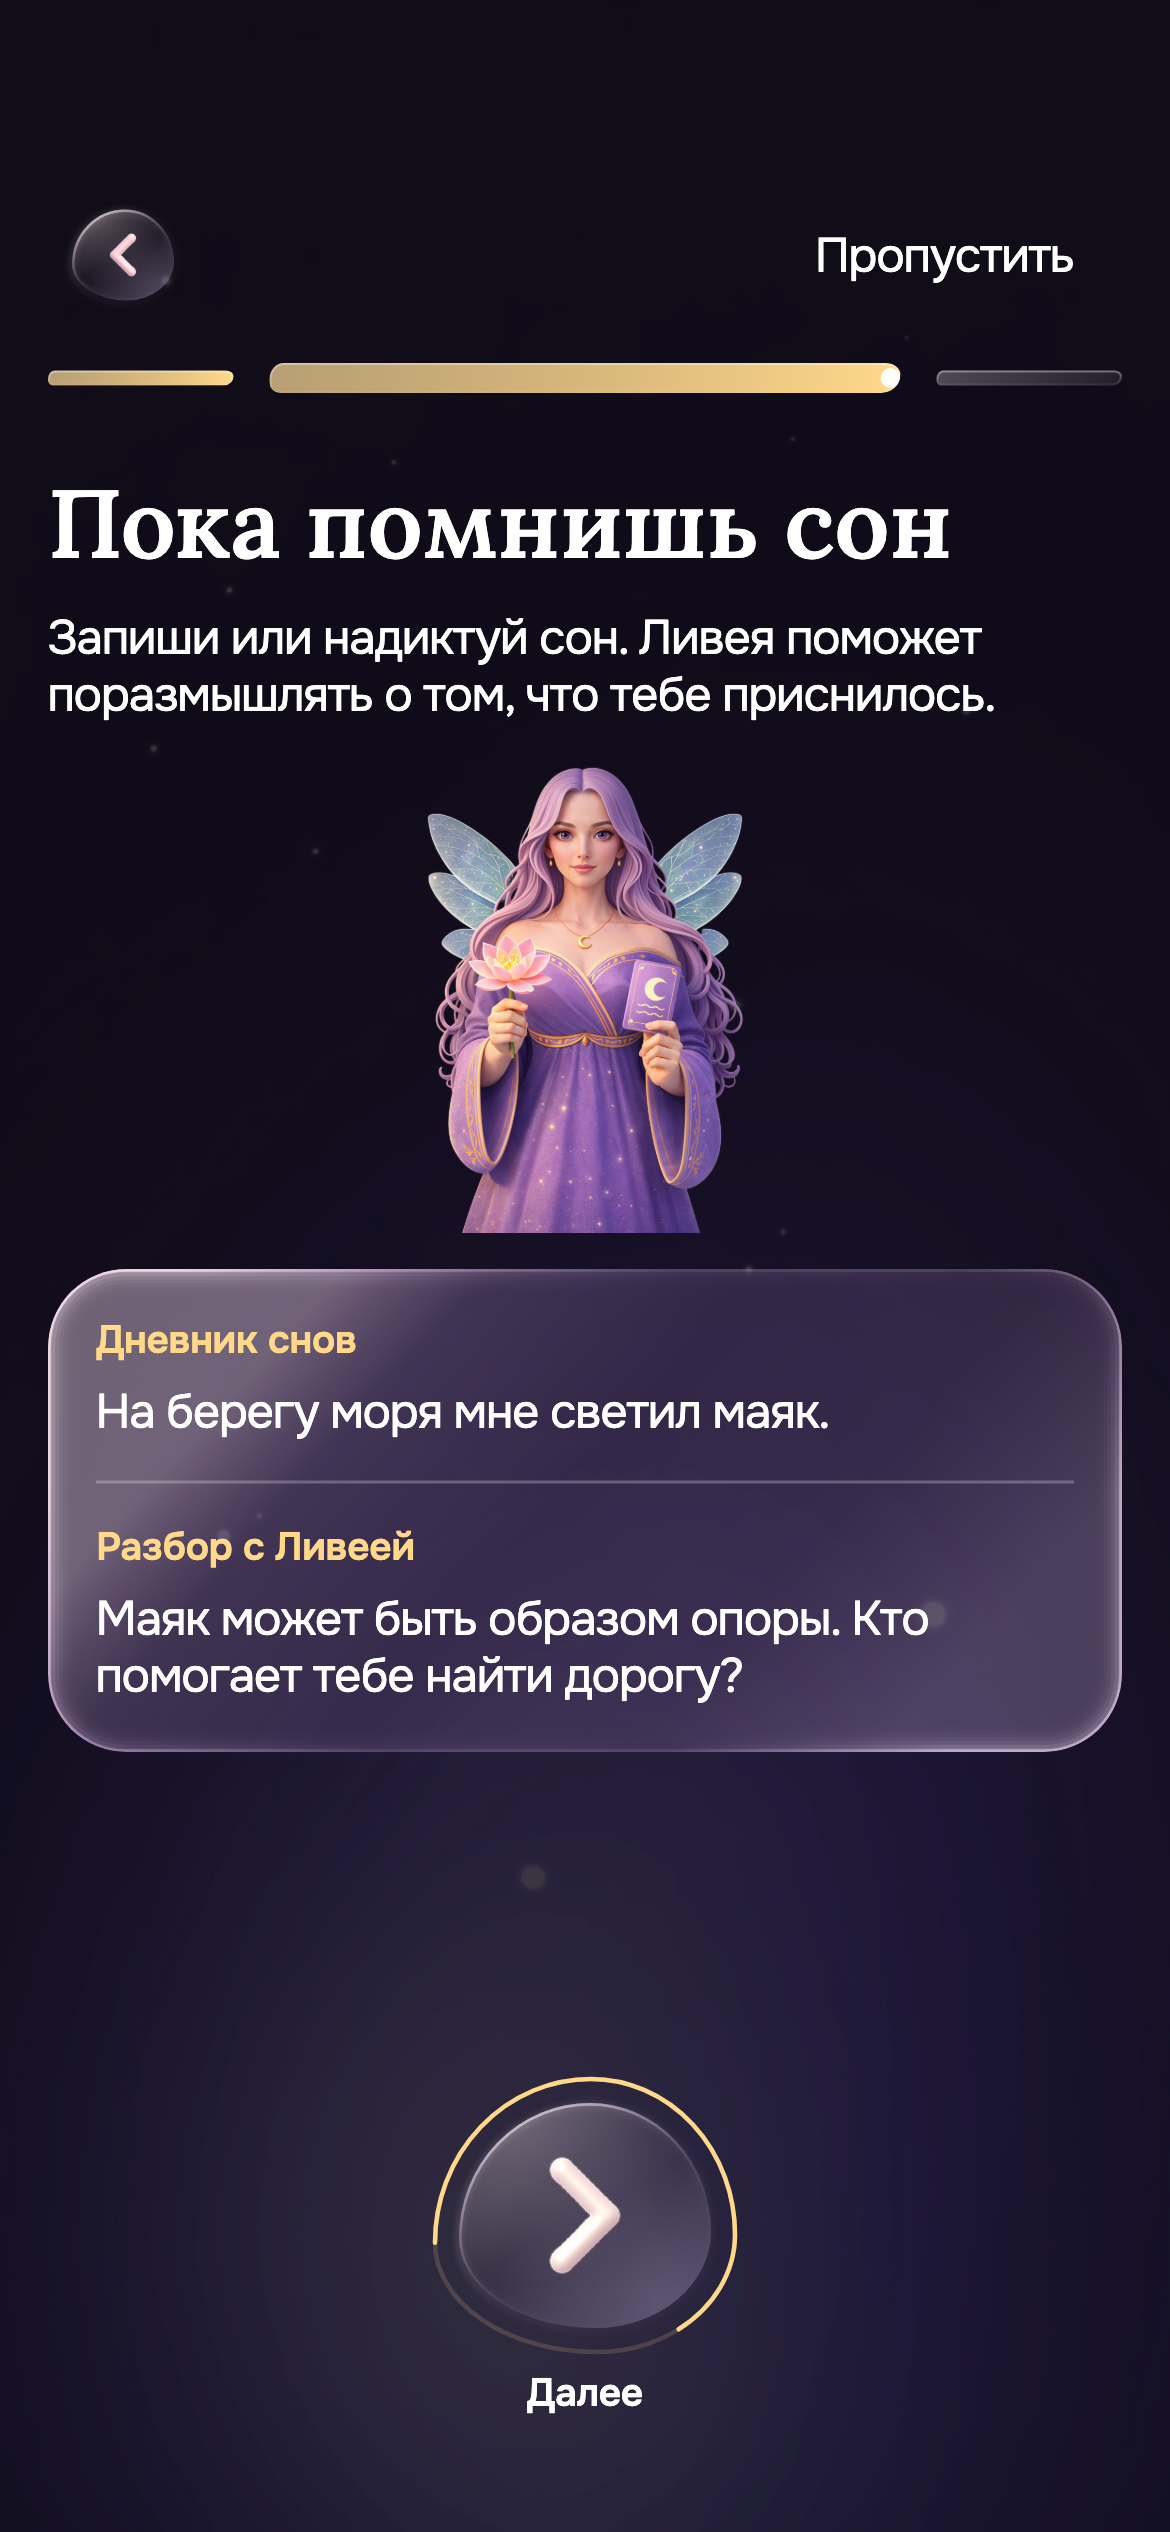 Пропустить
Пока помнишь сон
Запиши или надиктуй сон. Ливея поможет
поразмышлять о том, что тебе приснилось.
Дневник снов
На берегу моря мне светил маяк.
Разбор с Ливеей
Маяк может быть образом опоры. Кто
помогает тебе найти дорогу?
Далее